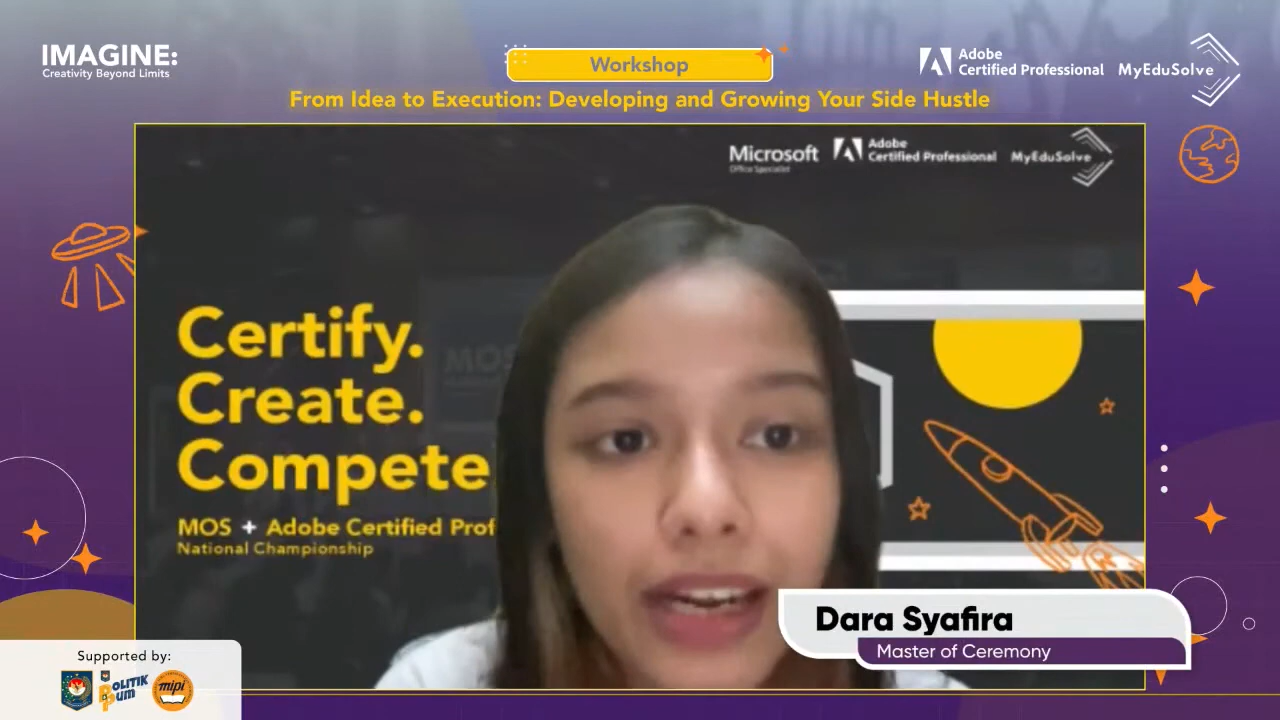 IMAGINE:
Creativity Beyond Limits
Workshop
Adobe
Certified Professional
MyEduSolve
From Idea to Execution: Developing and Growing Your Side Hustle
Microsoft
Office Specialist
Adobe
Certified Professional
MyEduSolve
Certify.
Create.
Compete
MOS
MOS + Adobe Certified Prof
National Championship
Dara Syafira
Master of Ceremony
Supported by:
POLITIK
PUM
mipi